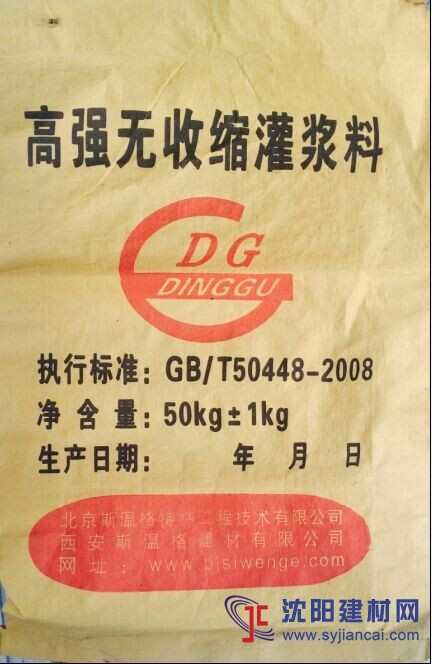 高强无收缩灌浆料
DG
DINGGU
执行标准：GB/T50448-2008
净含量：50kg±1kg
生产日期： 年 月 日
北京斯温格特种工程技术有限公司
西安斯温格建材有限公司
网址：www.bjsiwenge.com
沈阳建材网
www.syjiancai.com